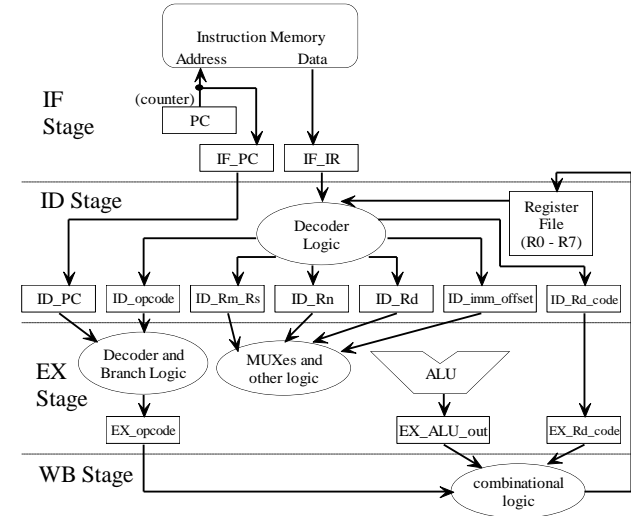 Instruction Memory
Address Data
IF
Stage
(counter)
PC
IF_PC
IF_IR
ID Stage
Decoder
Logic
Register
File
(R0 - R7)
ID_PC
ID_opcode
ID_Rm_Rs
ID_Rn
ID_Rd
ID_imm_offset
ID_Rd_code
EX
Stage
Decoder and
Branch Logic
MUXes and
other logic
ALU
EX_opcode
EX_ALU_out
EX_Rd_code
WB Stage
combinational
logic